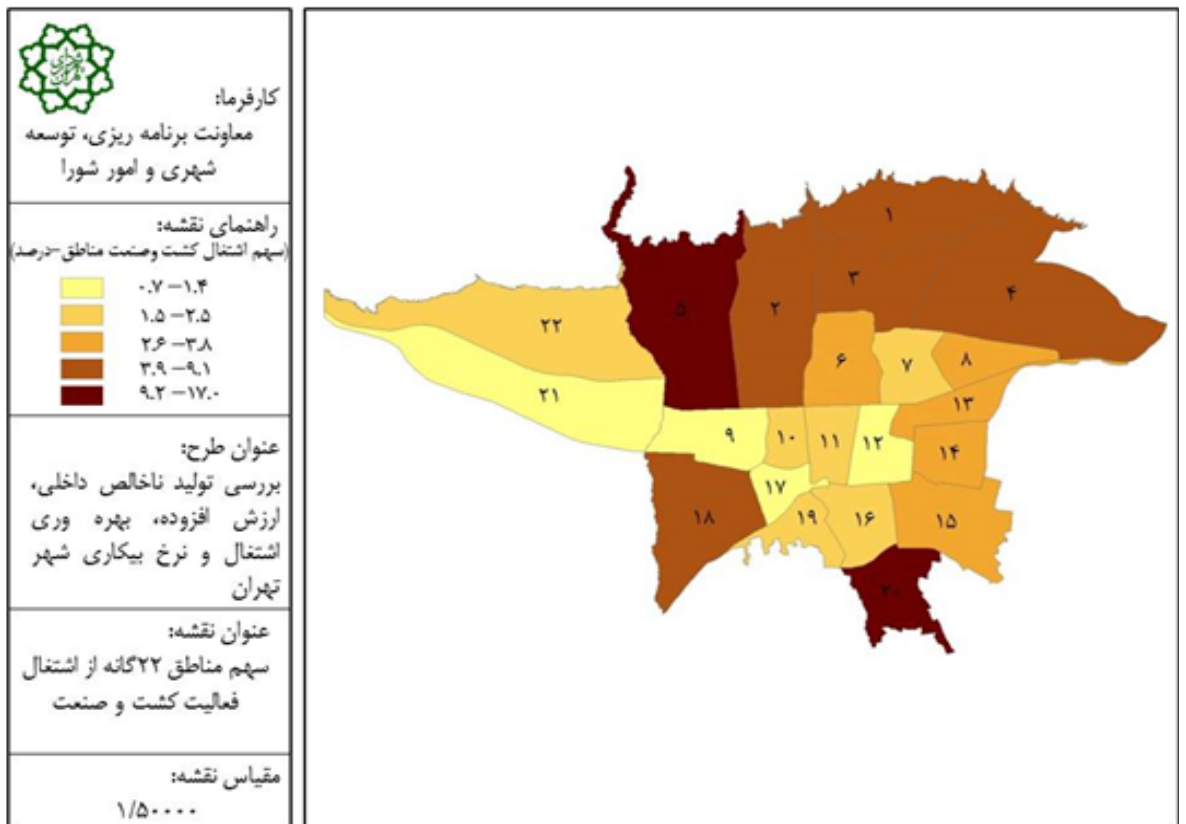 کارفرما:
معاونت برنامه ریزی، توسعه
شهری و امور شورا
راهنمای نقشه:
(سهم اشتغال کشت وصنعت مناطق-درصد)
۰.۷-۱.۴
۱.۵-۲.۵
۲.۶-۳.۸
۳.۹-۹.۱
۹.۲-۱۷.۰
عنوان طرح:
بررسی تولید ناخالص داخلی،
ارزش افزوده، بهره وری
اشتغال و نرخ بیکاری شهر
تهران
عنوان نقشه:
سهم مناطق ۲۲گانه از اشتغال
فعالیت کشت و صنعت
مقیاس نقشه:
۱/۵۰۰۰۰
۱
۳
۴
۲
۵
۲۲
۶
۷
۸
۲۱
۱۳
۹
۱۰
۱۱
۱۲
۱۴
۱۷
۱۸
۱۹
۱۶
۱۵
۲۰